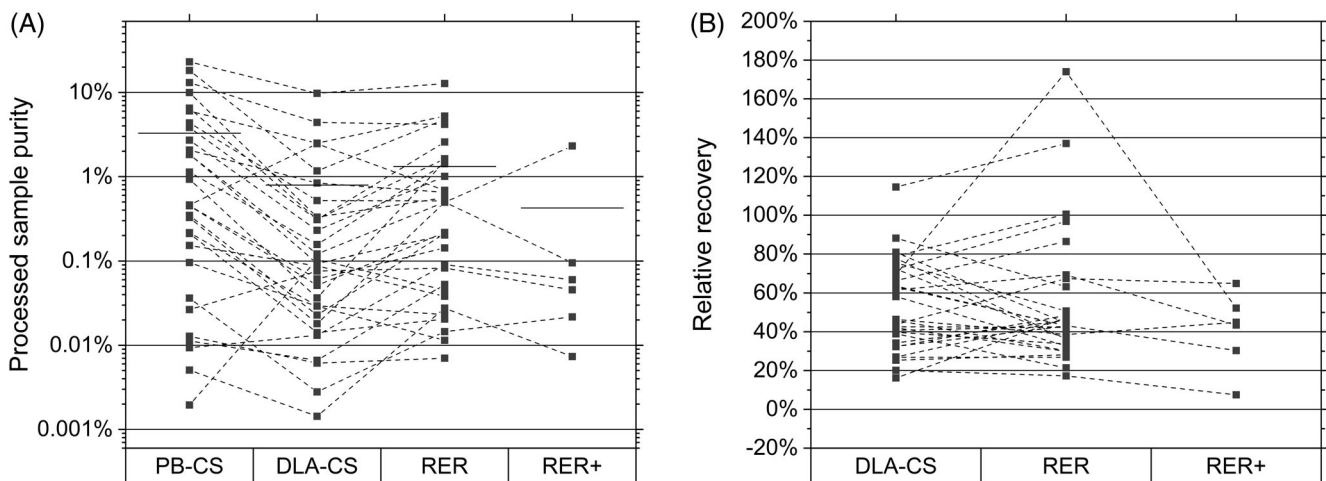 (A)
Processed sample purity
10%
1%
0.1%
0.01%
0.001%
PB-CS DLA-CS RER RER+
(B)
Relative recovery
200%
180%
160%
140%
120%
100%
80%
60%
40%
20%
0%
-20%
DLA-CS RER RER+